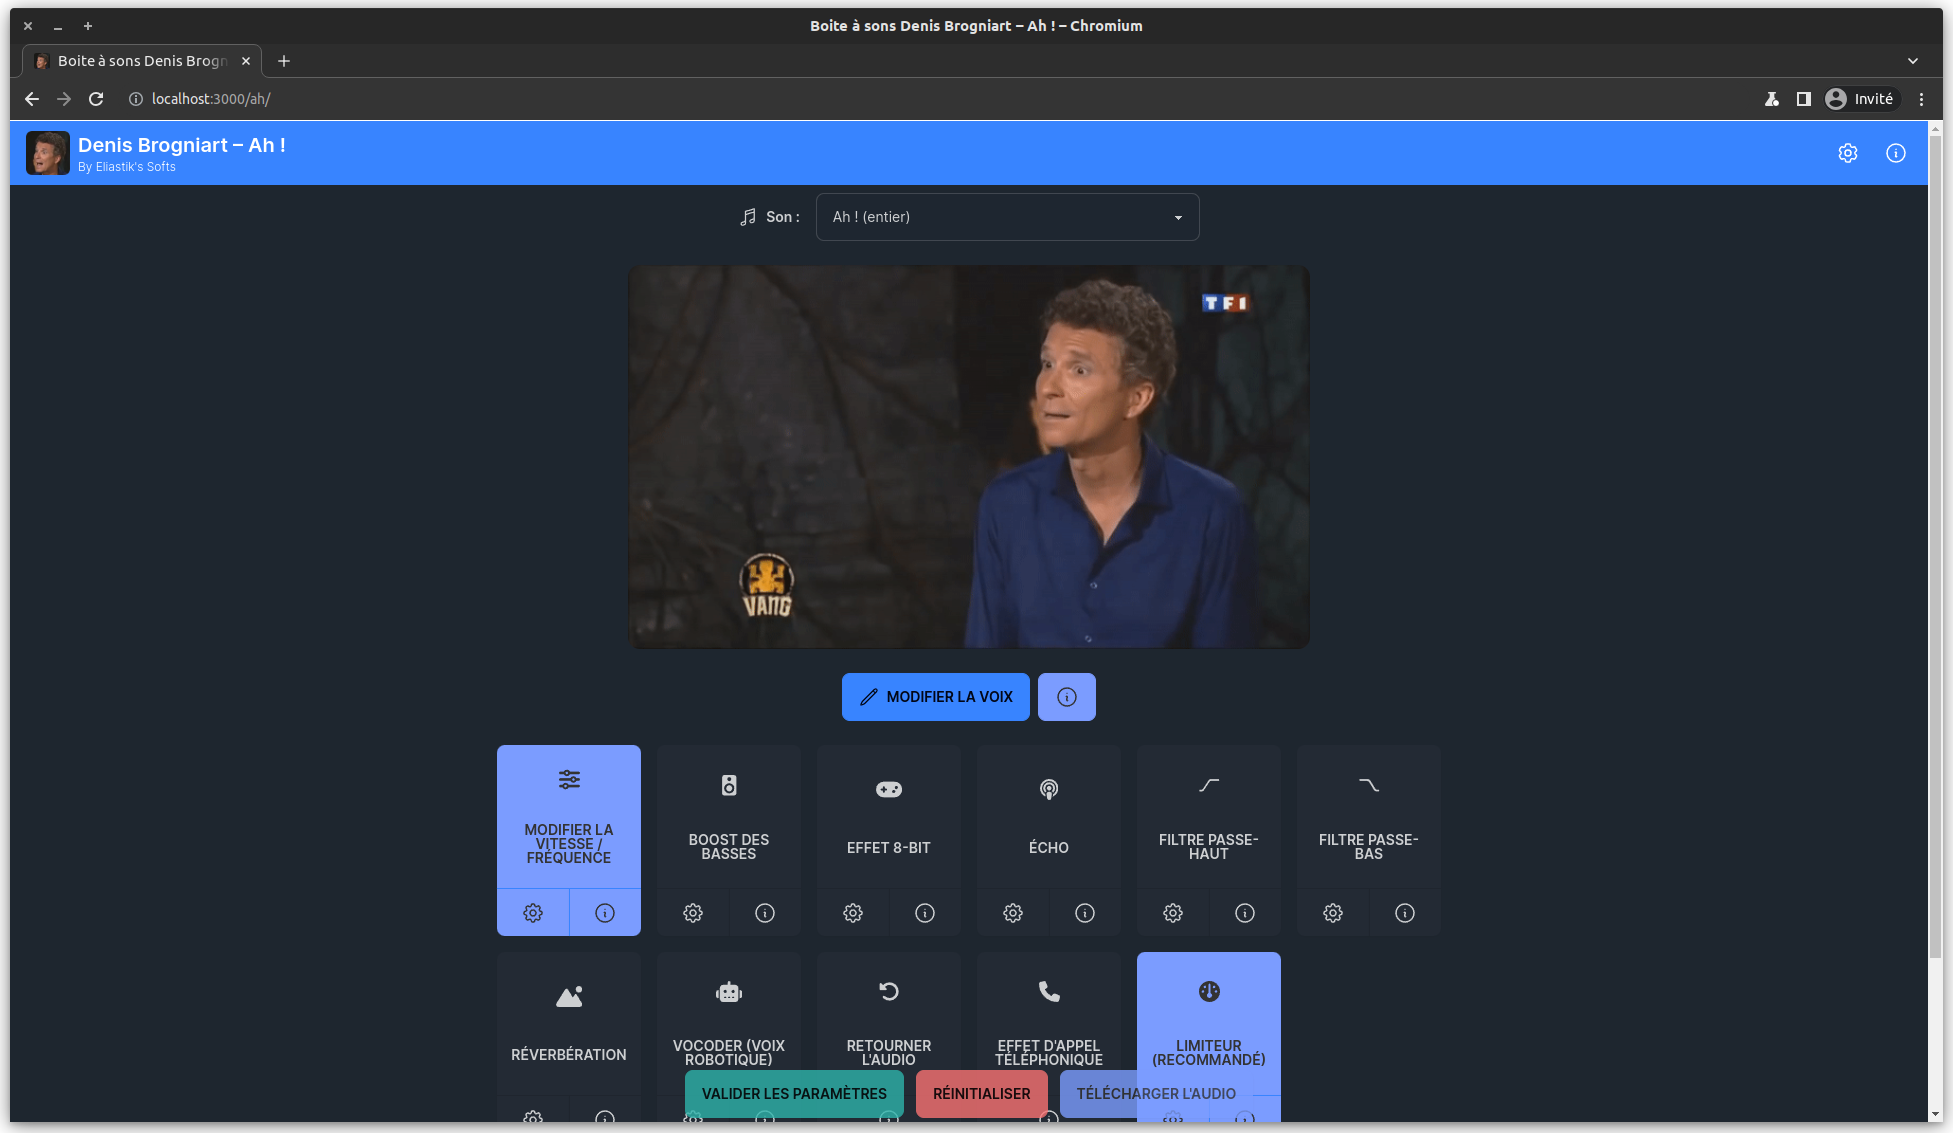 Boite à sons Denis Brogniart – Ah ! – Chromium
Boite à sons Denis Brogn
localhost:3000/ah/
Invité
Denis Brogniart – Ah !
By Eliastik's Softs
Son :
Ah ! (entier)
TF1
VANG
MODIFIER LA VOIX
MODIFIER LA
VITESSE /
FRÉQUENCE
BOOST DES
BASSES
EFFET 8-BIT
ÉCHO
FILTRE PASSE-
HAUT
FILTRE PASSE-
BAS
RÉVERBÉRATION
VOCODER (VOIX
ROBOTIQUE)
RETOURNER
L'AUDIO
EFFET D'APPEL
TÉLÉPHONIQUE
LIMITEUR
(RECOMMANDÉ)
VALIDER LES PARAMÈTRES
RÉINITIALISER
TÉLÉCHARGER L'AUDIO